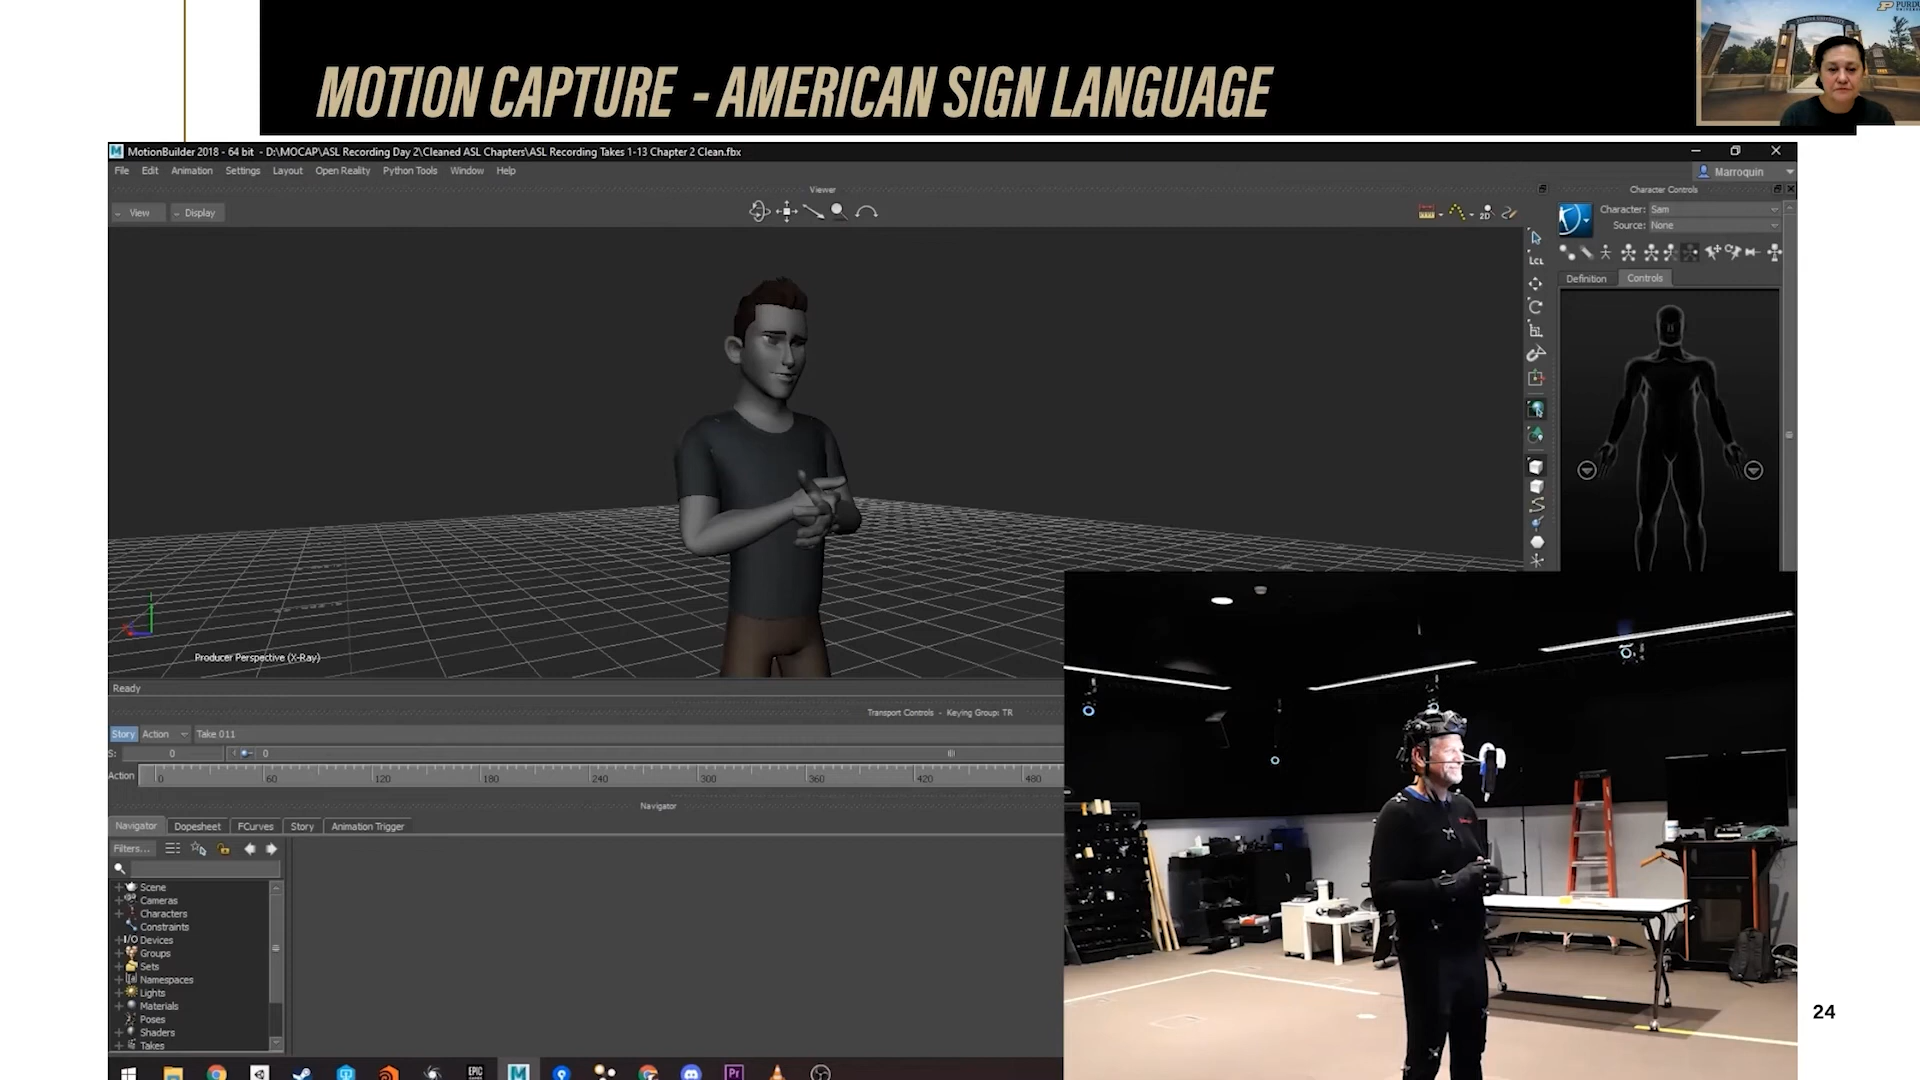 MOTION CAPTURE - AMERICAN SIGN LANGUAGE
MotionBuilder 2018 - 64 bit - D:\MOCAP\ASL Recording Day 2\Cleaned ASL Chapters\ASL Recording Takes 1-13 Chapter 2 Clean.fbx
File Edit Animation Settings Layout Open Reality Python Tools Window Help
Marroquin
Viewer
Character Controls
View Display
2D
Character: Sam
Source: None
LCL
Definition Controls
Producer Perspective (X-Ray)
Ready
Transport Controls - Keying Group: TR
Story Action Take 011
S: 0 0
Action 0 60 120 180 240 300 360 420 480
Navigator
Navigator Dopesheet FCurves Story Animation Trigger
Filters...
Scene
Cameras
Characters
Constraints
I/O Devices
Groups
Sets
Namespaces
Lights
Materials
Poses
Shaders
Takes
EPIC
Pr
24